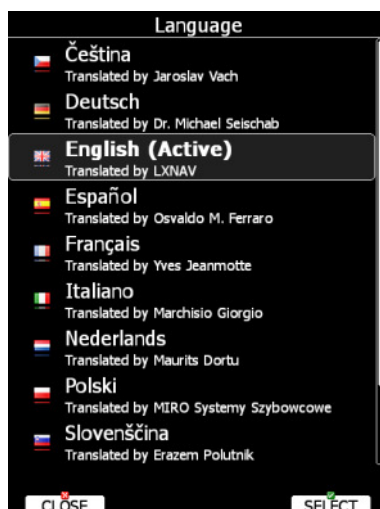 Language
Čeština
Translated by Jaroslav Vach
Deutsch
Translated by Dr. Michael Seischab
English (Active)
Translated by LXNAV
Español
Translated by Osvaldo M. Ferraro
Français
Translated by Yves Jeanmotte
Italiano
Translated by Marchisio Giorgio
Nederlands
Translated by Maurits Dortu
Polski
Translated by MIRO Systemy Szybowcowe
Slovenščina
Translated by Erazem Polutnik
CLOSE SELECT